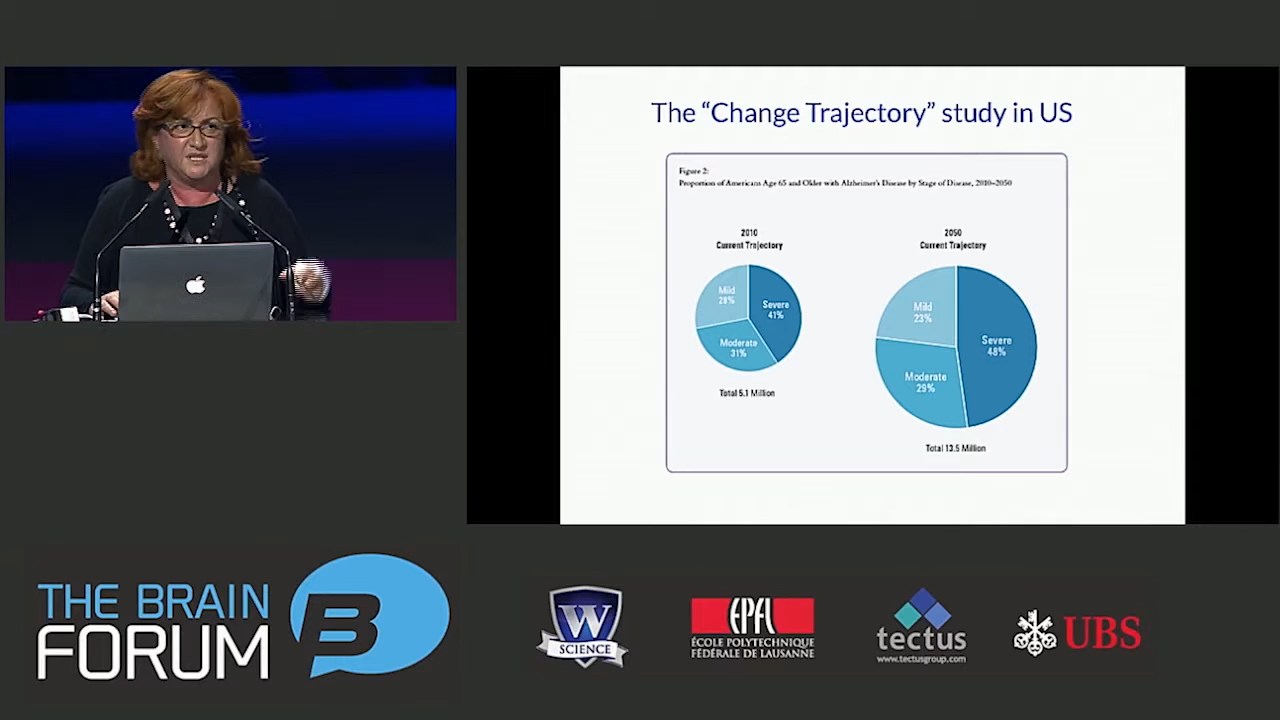 The “Change Trajectory” study in US
Figure 2:
Proportion of Americans Age 65 and Older with Alzheimer's Disease by Stage of Disease, 2010–2050
2010
Current Trajectory
Mild
28%
Severe
41%
Moderate
31%
Total 5.1 Million
2050
Current Trajectory
Mild
23%
Severe
48%
Moderate
29%
Total 13.5 Million
THE BRAIN
FORUM
B
W
SCIENCE
EPFL
ÉCOLE POLYTECHNIQUE
FÉDÉRALE DE LAUSANNE
tectus
www.tectusgroup.com
UBS